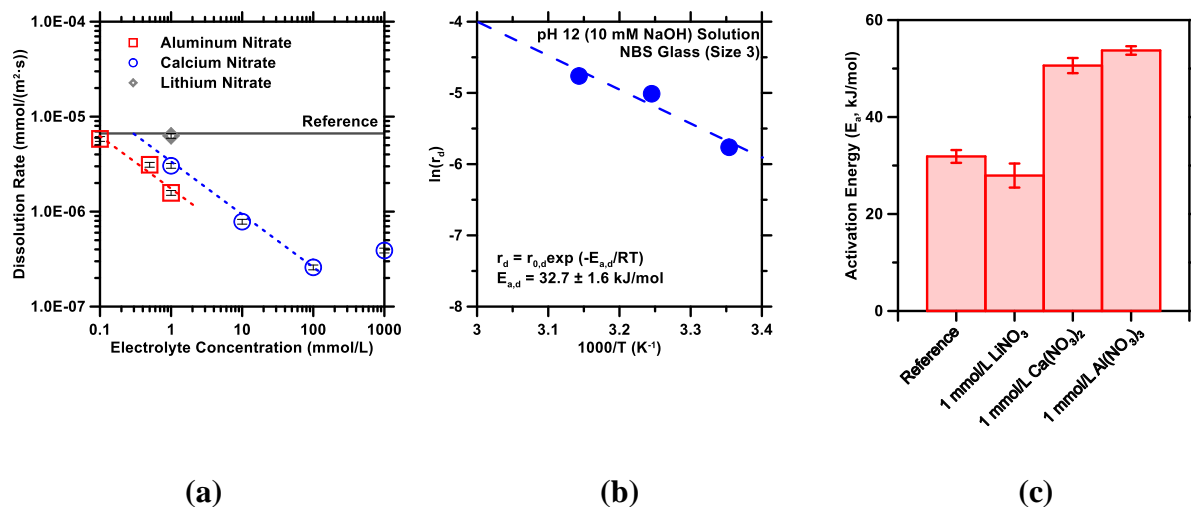 1.0E-04
1.0E-05
1.0E-06
1.0E-07
Dissolution Rate (mmol/(m²·s))
Aluminum Nitrate
Calcium Nitrate
Lithium Nitrate
Reference
0.1 1 10 100 1000
Electrolyte Concentration (mmol/L)
(a)
-4
-5
-6
-7
-8
ln(r_d)
pH 12 (10 mM NaOH) Solution
NBS Glass (Size 3)
r_d = r_0,d exp (-E_a,d/RT)
E_a,d = 32.7 ± 1.6 kJ/mol
3 3.1 3.2 3.3 3.4
1000/T (K⁻¹)
(b)
60
40
20
0
Activation Energy (E_a, kJ/mol)
Reference
1 mmol/L LiNO₃
1 mmol/L Ca(NO₃)₂
1 mmol/L Al(NO₃)₃
(c)